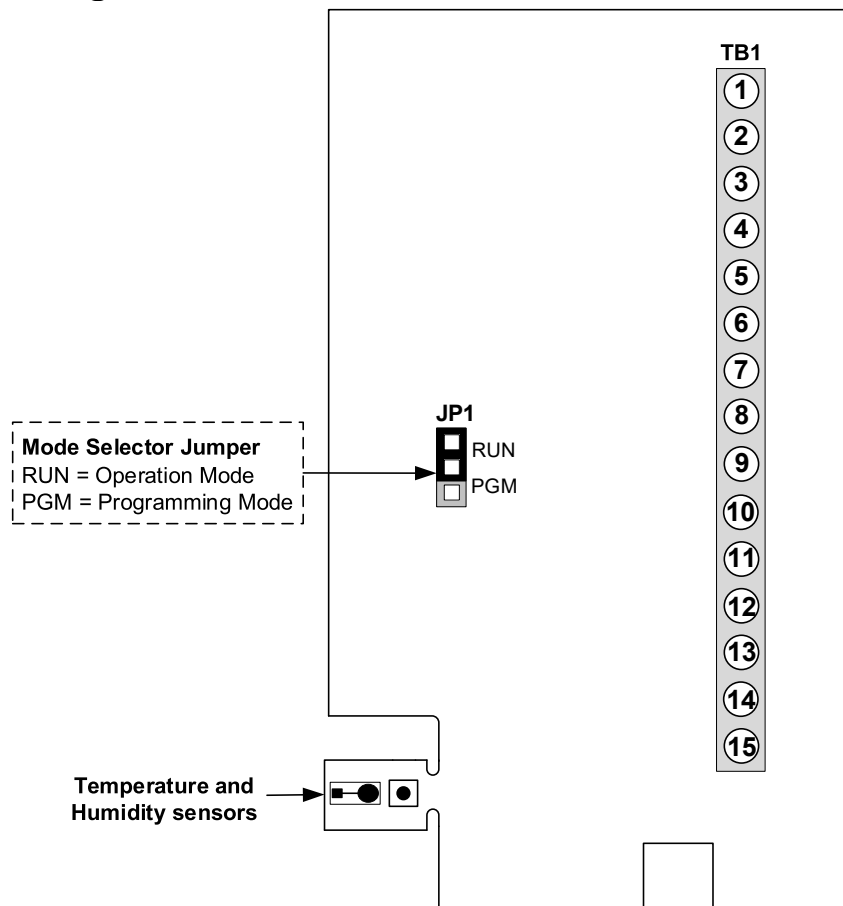 TB1
1
2
3
4
5
6
7
8
9
10
11
12
13
14
15
JP1
RUN
PGM
Mode Selector Jumper
RUN = Operation Mode
PGM = Programming Mode
Temperature and
Humidity sensors